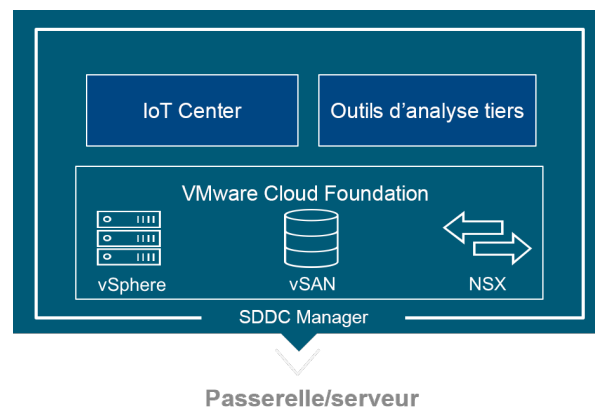 IoT Center
Outils d'analyse tiers
VMware Cloud Foundation
vSphere
vSAN
NSX
SDDC Manager
Passerelle/serveur